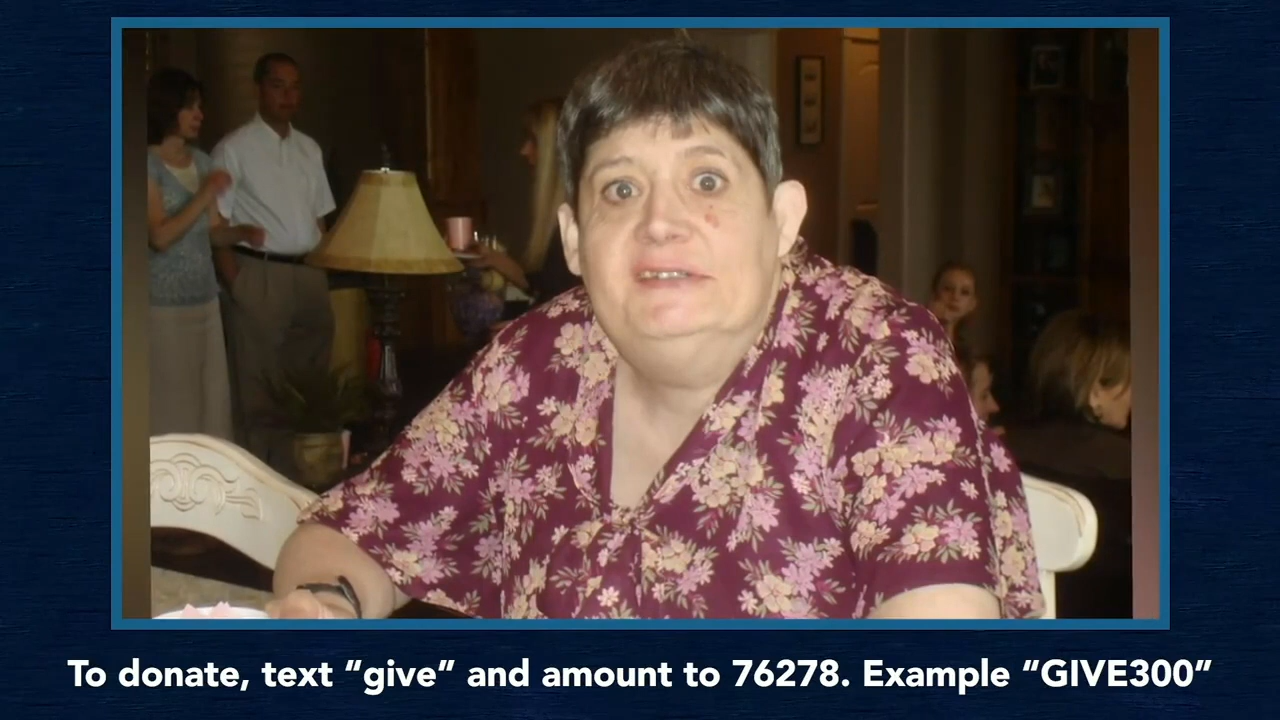 To donate, text “give” and amount to 76278. Example “GIVE300”